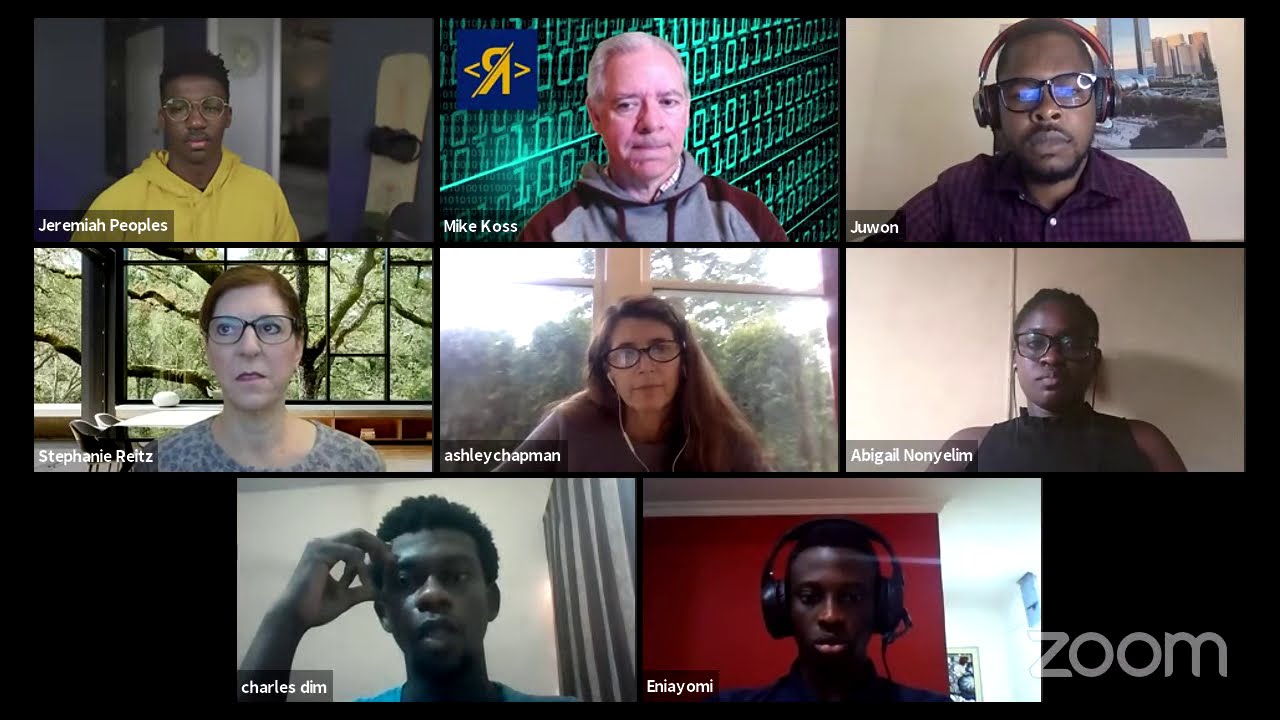 Jeremiah Peoples
Mike Koss
Juwon
Stephanie Reitz
ashleychapman
Abigail Nonyelim
charles dim
Eniayomi
zoom